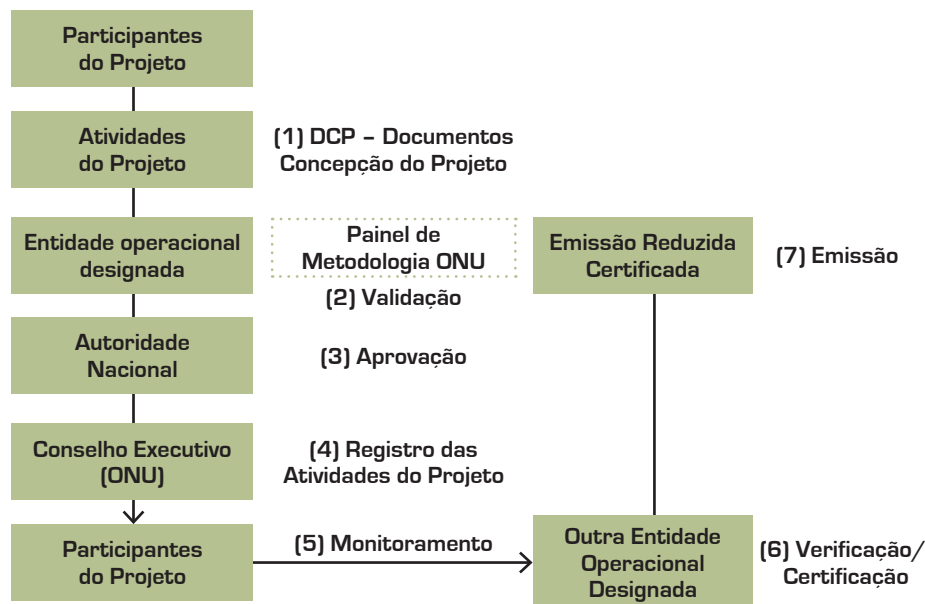 Participantes
do Projeto
Atividades
do Projeto
(1) DCP – Documentos
Concepção do Projeto
Entidade operacional
designada
Painel de
Metodologia ONU
(2) Validação
Emissão Reduzida
Certificada
(7) Emissão
Autoridade
Nacional
(3) Aprovação
Conselho Executivo
(ONU)
(4) Registro das
Atividades do Projeto
Participantes
do Projeto
(5) Monitoramento
Outra Entidade
Operacional
Designada
(6) Verificação/
Certificação